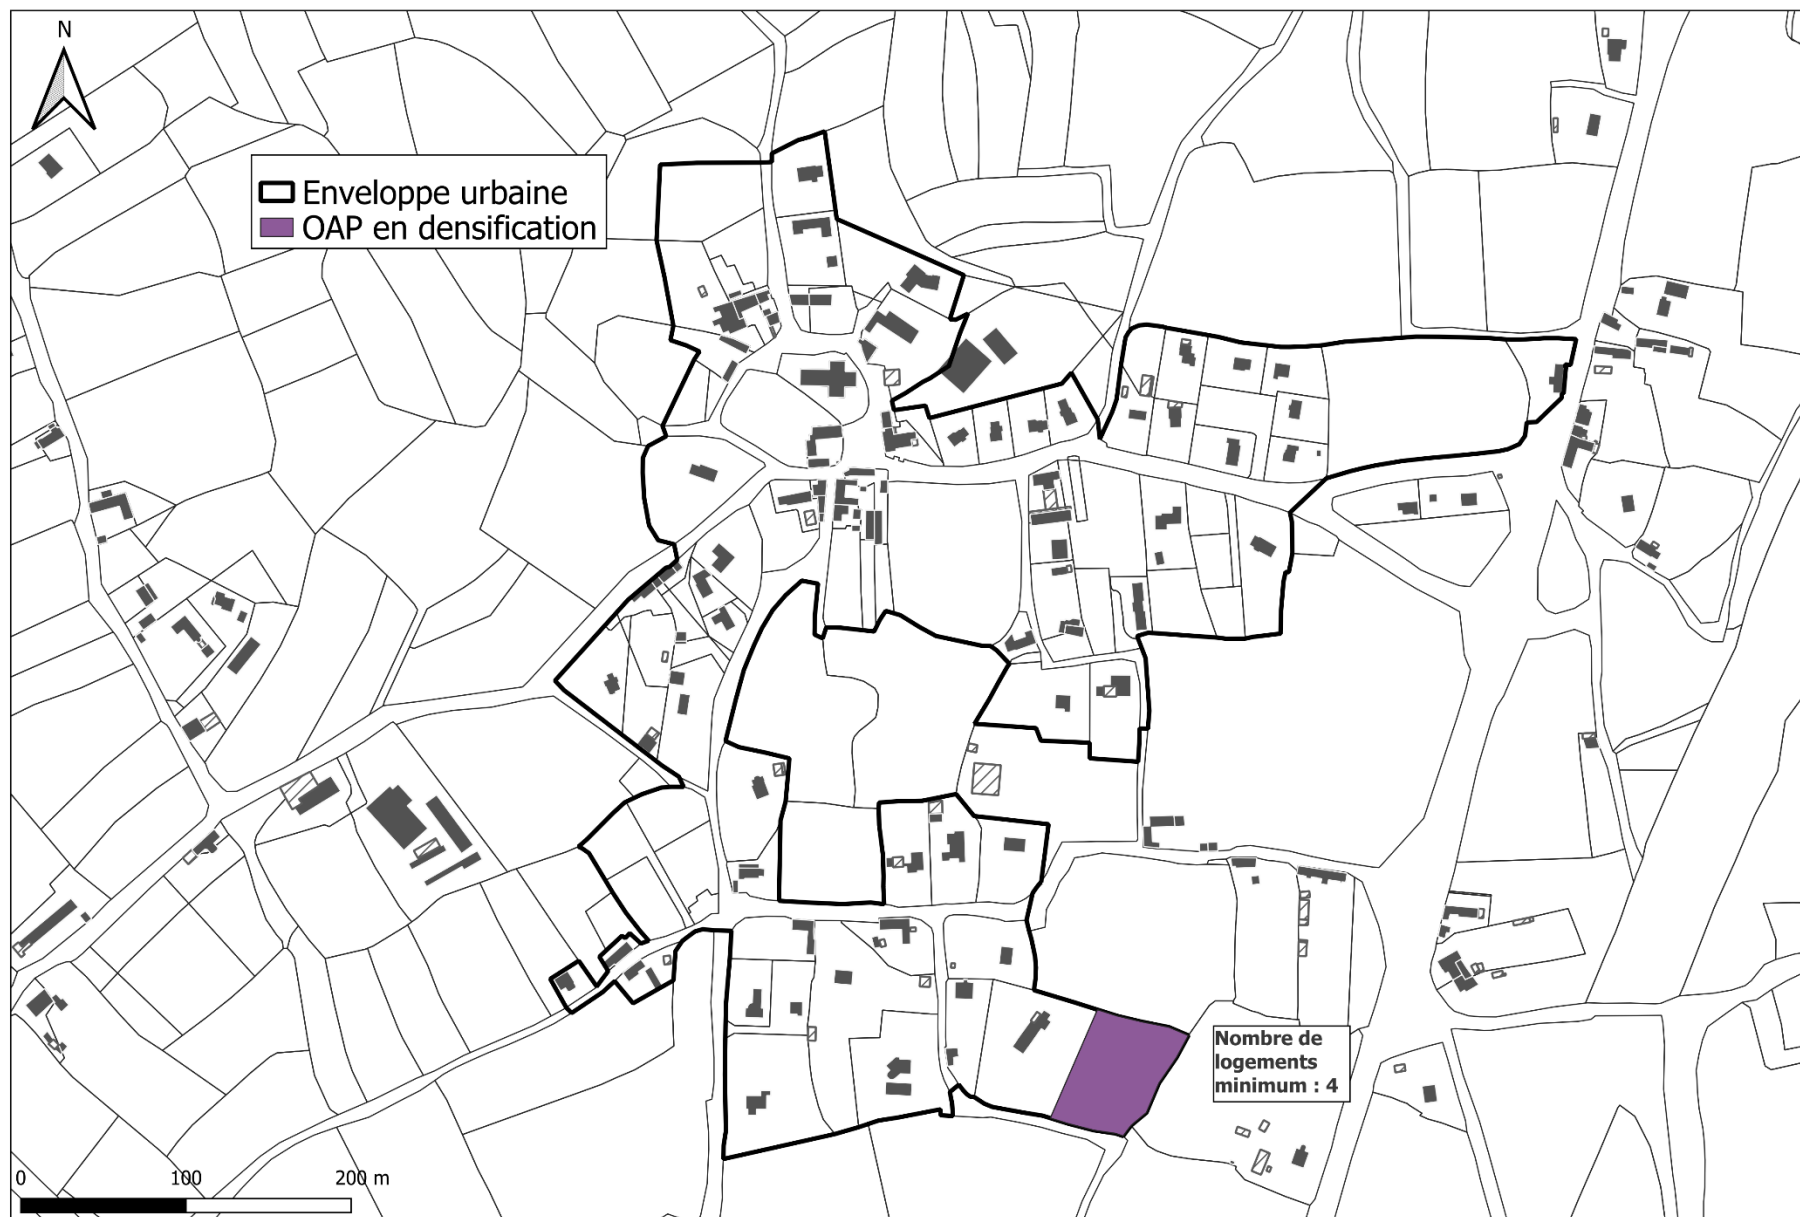 N
Enveloppe urbaine
OAP en densification
Nombre de
logements
minimum : 4
0 100 200 m